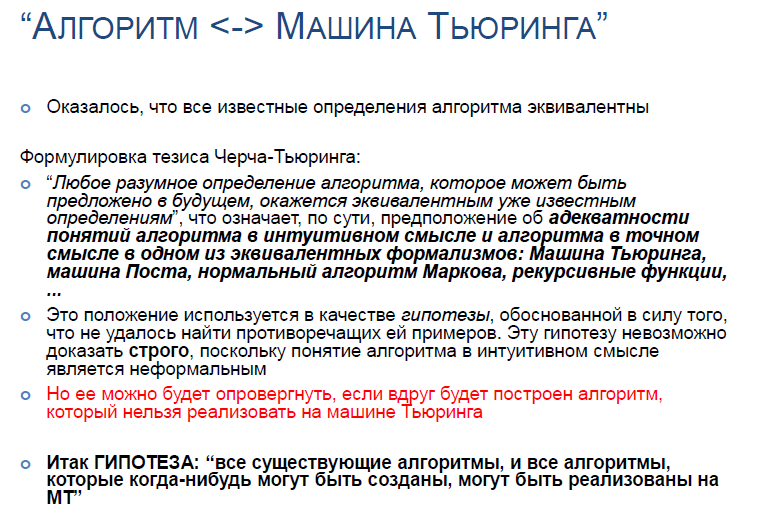 “Алгоритм <-> Машина Тьюринга”
Оказалось, что все известные определения алгоритма эквивалентны
Формулировка тезиса Черча-Тьюринга:
“Любое разумное определение алгоритма, которое может быть
предложено в будущем, окажется эквивалентным уже известным
определениям”, что означает, по сути, предположение об адекватности
понятий алгоритма в интуитивном смысле и алгоритма в точном
смысле в одном из эквивалентных формализмов: Машина Тьюринга,
машина Поста, нормальный алгоритм Маркова, рекурсивные функции,
...
Это положение используется в качестве гипотезы, обоснованной в силу того,
что не удалось найти противоречащих ей примеров. Эту гипотезу невозможно
доказать строго, поскольку понятие алгоритма в интуитивном смысле
является неформальным
Но ее можно будет опровергнуть, если вдруг будет построен алгоритм,
который нельзя реализовать на машине Тьюринга
Итак ГИПОТЕЗА: “все существующие алгоритмы, и все алгоритмы,
которые когда-нибудь могут быть созданы, могут быть реализованы на
МТ”